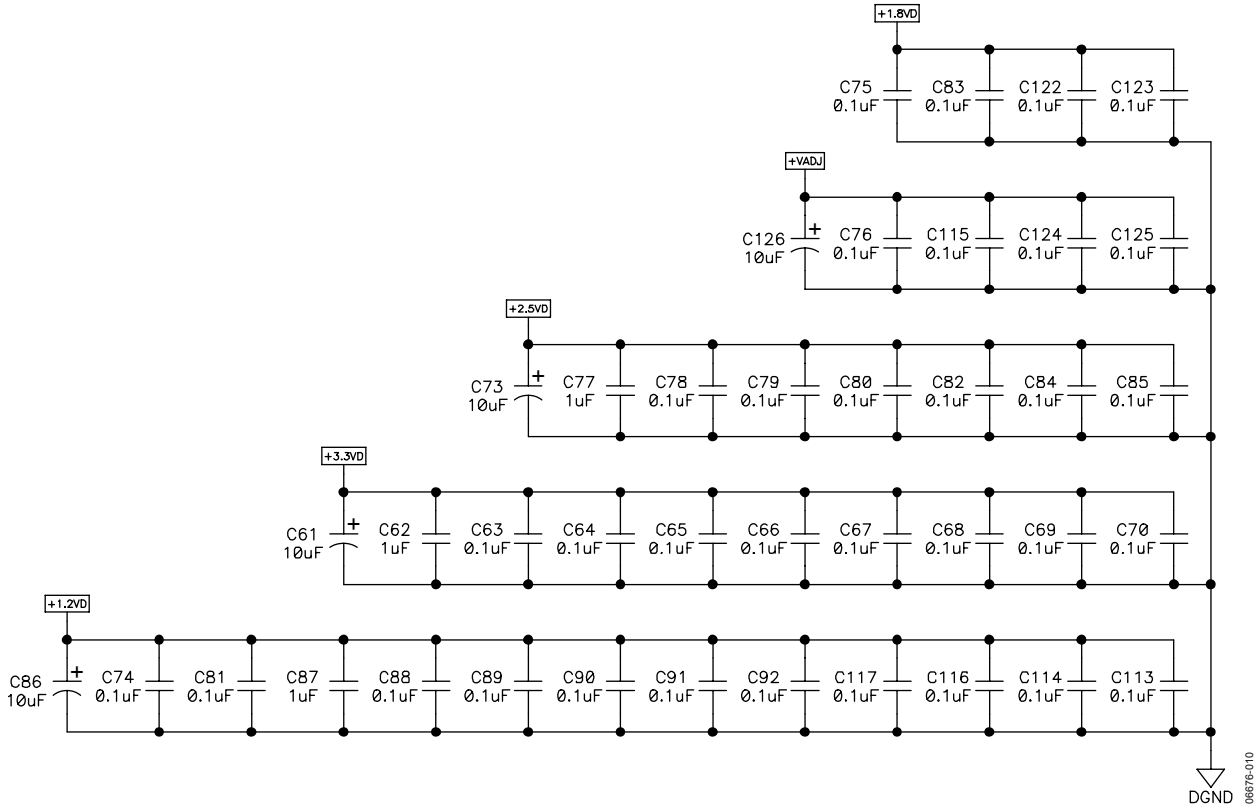 +1.8VD
C75 C83 C122 C123
0.1uF 0.1uF 0.1uF 0.1uF
+VADJ
C126 C76 C115 C124 C125
10uF 0.1uF 0.1uF 0.1uF 0.1uF
+2.5VD
C73 C77 C78 C79 C80 C82 C84 C85
10uF 1uF 0.1uF 0.1uF 0.1uF 0.1uF 0.1uF 0.1uF
+3.3VD
C61 C62 C63 C64 C65 C66 C67 C68 C69 C70
10uF 1uF 0.1uF 0.1uF 0.1uF 0.1uF 0.1uF 0.1uF 0.1uF 0.1uF
+1.2VD
C86 C74 C81 C87 C88 C89 C90 C91 C92 C117 C116 C114 C113
10uF 0.1uF 0.1uF 1uF 0.1uF 0.1uF 0.1uF 0.1uF 0.1uF 0.1uF 0.1uF 0.1uF 0.1uF
DGND
06676-010